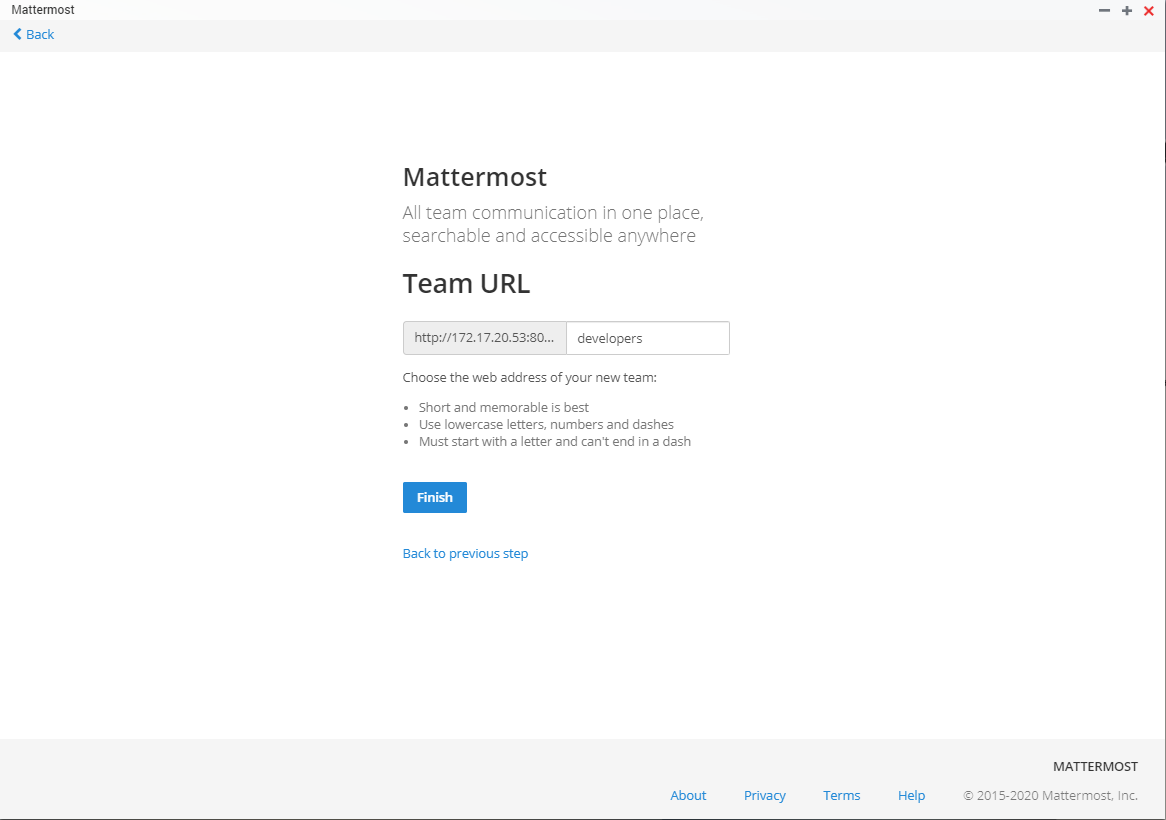 Mattermost
Back
Mattermost
All team communication in one place,
searchable and accessible anywhere
Team URL
http://172.17.20.53:80... developers
Choose the web address of your new team:
• Short and memorable is best
• Use lowercase letters, numbers and dashes
• Must start with a letter and can't end in a dash
Finish
Back to previous step
MATTERMOST
About Privacy Terms Help © 2015-2020 Mattermost, Inc.